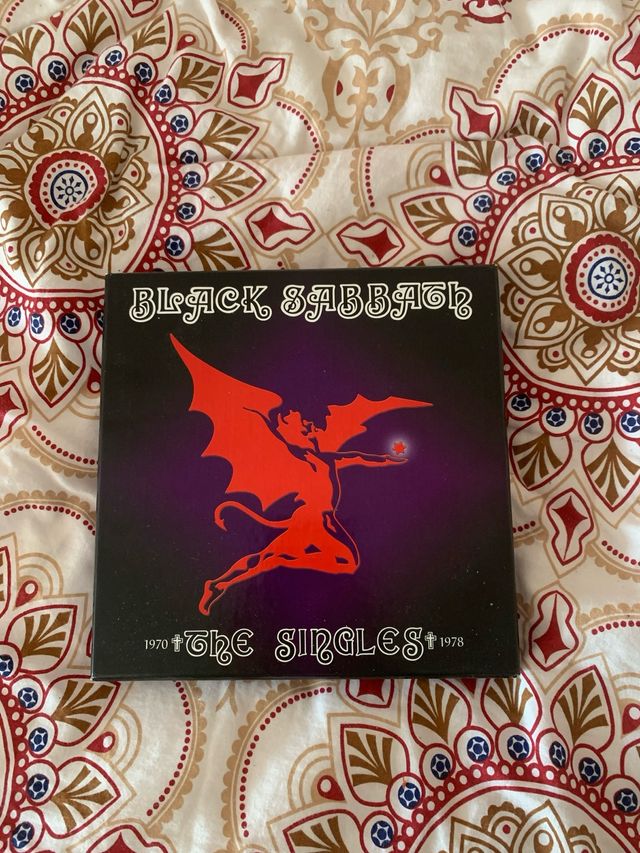 BLACK SABBATH
1970 ✝THE SINGLES✝ 1978